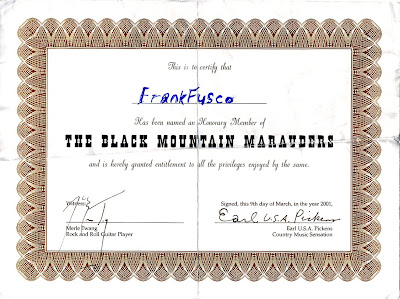 This is to certify that
Frank Fusco
Has been named an Honorary Member of
THE BLACK MOUNTAIN MARAUDERS
and is hereby granted entitlement to all the privileges enjoyed by the same.
Witness: Signed, this 9th day of March, in the year 2001,
Earl U.S.A. Pickens
Merle Twang Earl U.S.A. Pickens
Rock and Roll Guitar Player Country Music Sensation